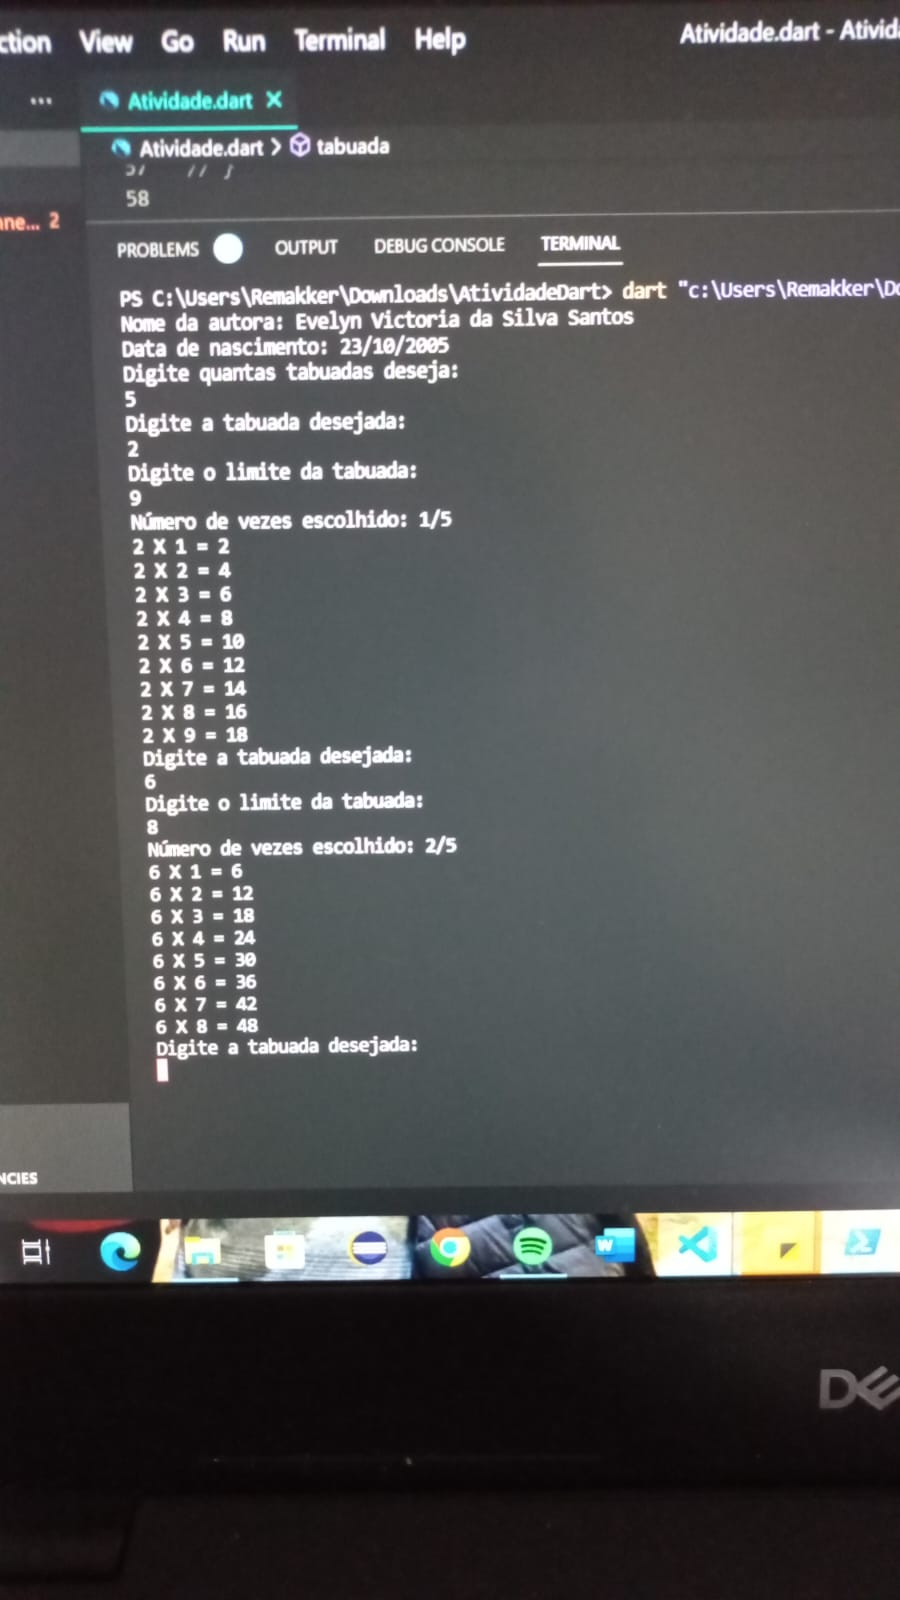 View Go Run Terminal Help Atividade.dart -
... Atividade.dart X
Atividade.dart > tabuada
57 // }
58
2
PROBLEMS OUTPUT DEBUG CONSOLE TERMINAL
PS C:\Users\Remakker\Downloads\AtividadeDart> dart "c:\Users\Remakker\Do
Nome da autora: Evelyn Victoria da Silva Santos
Data de nascimento: 23/10/2005
Digite quantas tabuadas deseja:
5
Digite a tabuada desejada:
2
Digite o limite da tabuada:
9
Número de vezes escolhido: 1/5
2 X 1 = 2
2 X 2 = 4
2 X 3 = 6
2 X 4 = 8
2 X 5 = 10
2 X 6 = 12
2 X 7 = 14
2 X 8 = 16
2 X 9 = 18
Digite a tabuada desejada:
6
Digite o limite da tabuada:
8
Número de vezes escolhido: 2/5
6 X 1 = 6
6 X 2 = 12
6 X 3 = 18
6 X 4 = 24
6 X 5 = 30
6 X 6 = 36
6 X 7 = 42
6 X 8 = 48
Digite a tabuada desejada:
NCIES
W